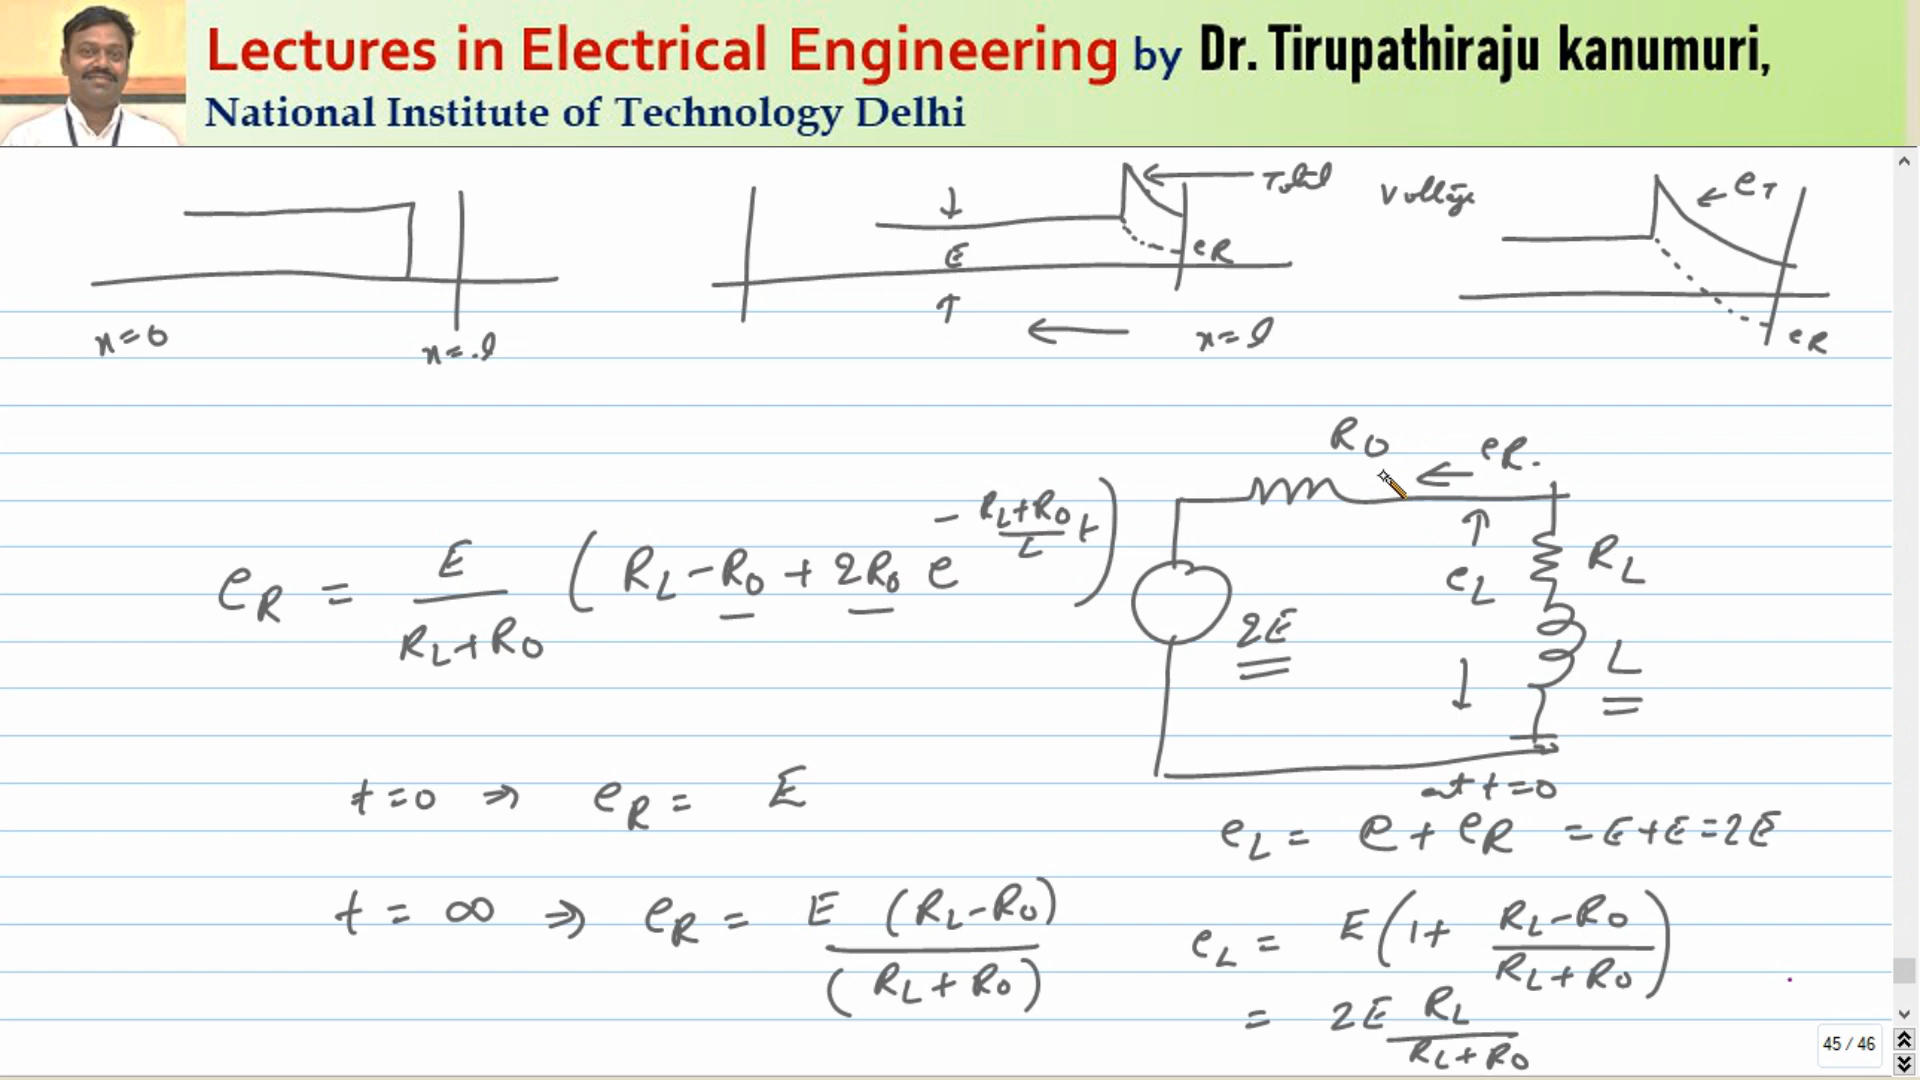 Lectures in Electrical Engineering by Dr. Tirupathiraju kanumuri,
National Institute of Technology Delhi
x=0
x=l
↓
E
↑
Total Voltage
eR
←
x=l
eT
eR
eR = E/(RL+R0) (RL-R0 + 2R0 e^(-(RL+R0)/L t))
R0
← eR.
↑
eL
↓
RL
2E
L
t=0 ⇒ eR = E
t = ∞ ⇒ eR = E (RL-R0)/(RL+R0)
at t=0
eL = e + eR = E+E = 2E
eL = E(1+ (RL-R0)/(RL+R0))
= 2E RL/(RL+R0)
45 / 46